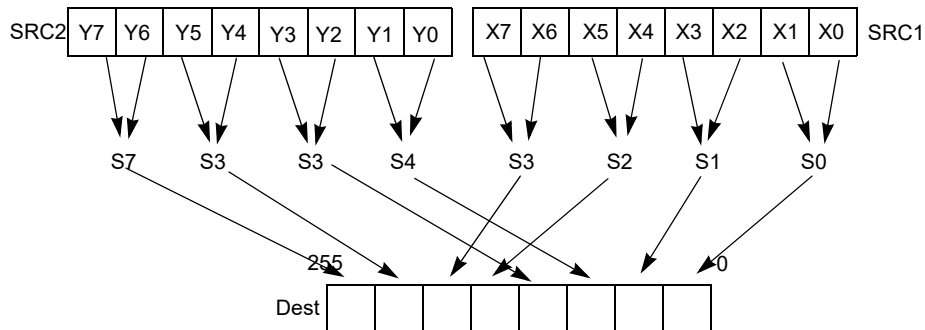 SRC2 Y7 Y6 Y5 Y4 Y3 Y2 Y1 Y0 X7 X6 X5 X4 X3 X2 X1 X0 SRC1
S7 S3 S3 S4 S3 S2 S1 S0
255 0
Dest